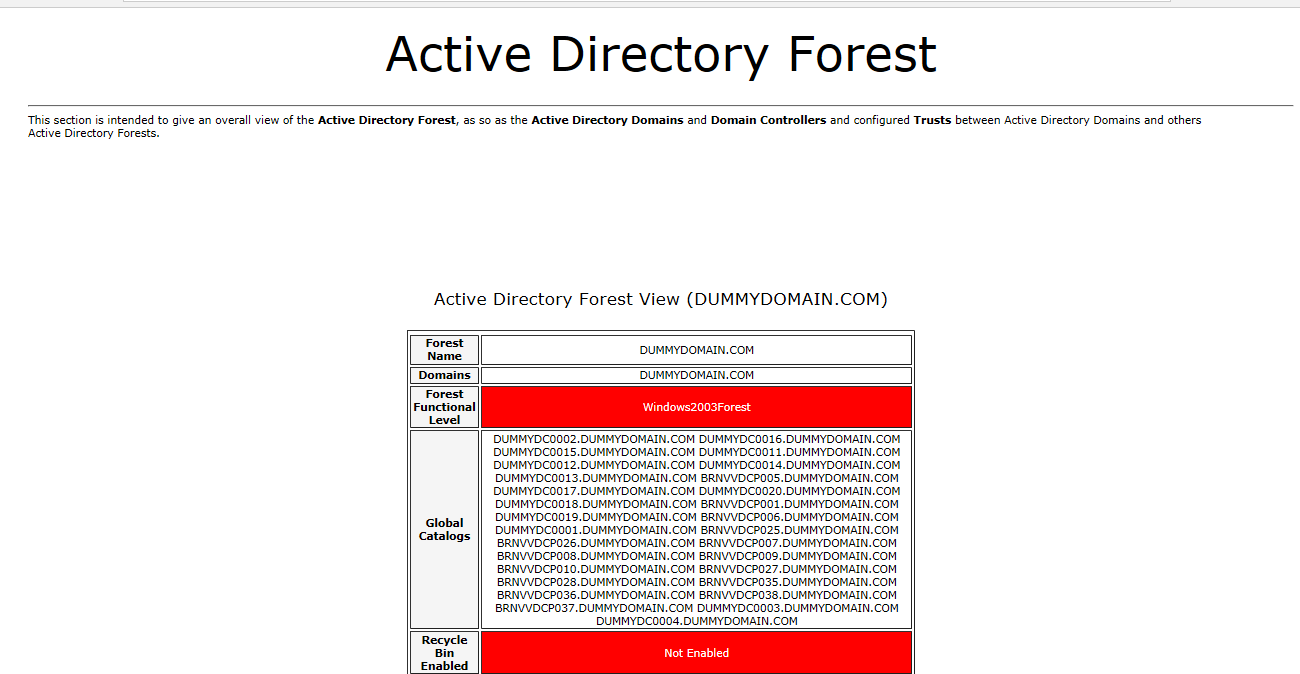 Active Directory Forest
This section is intended to give an overall view of the Active Directory Forest, as so as the Active Directory Domains and Domain Controllers and configured Trusts between Active Directory Domains and others
Active Directory Forests.
Active Directory Forest View (DUMMYDOMAIN.COM)
Forest
Name
DUMMYDOMAIN.COM
Domains
DUMMYDOMAIN.COM
Forest
Functional
Level
Windows2003Forest
Global
Catalogs
DUMMYDC0002.DUMMYDOMAIN.COM DUMMYDC0016.DUMMYDOMAIN.COM
DUMMYDC0015.DUMMYDOMAIN.COM DUMMYDC0011.DUMMYDOMAIN.COM
DUMMYDC0012.DUMMYDOMAIN.COM DUMMYDC0014.DUMMYDOMAIN.COM
DUMMYDC0013.DUMMYDOMAIN.COM BRNVVDCP005.DUMMYDOMAIN.COM
DUMMYDC0017.DUMMYDOMAIN.COM DUMMYDC0020.DUMMYDOMAIN.COM
DUMMYDC0018.DUMMYDOMAIN.COM BRNVVDCP001.DUMMYDOMAIN.COM
DUMMYDC0019.DUMMYDOMAIN.COM BRNVVDCP006.DUMMYDOMAIN.COM
DUMMYDC0001.DUMMYDOMAIN.COM BRNVVDCP025.DUMMYDOMAIN.COM
BRNVVDCP026.DUMMYDOMAIN.COM BRNVVDCP007.DUMMYDOMAIN.COM
BRNVVDCP008.DUMMYDOMAIN.COM BRNVVDCP009.DUMMYDOMAIN.COM
BRNVVDCP010.DUMMYDOMAIN.COM BRNVVDCP027.DUMMYDOMAIN.COM
BRNVVDCP028.DUMMYDOMAIN.COM BRNVVDCP035.DUMMYDOMAIN.COM
BRNVVDCP036.DUMMYDOMAIN.COM BRNVVDCP038.DUMMYDOMAIN.COM
BRNVVDCP037.DUMMYDOMAIN.COM DUMMYDC0003.DUMMYDOMAIN.COM
DUMMYDC0004.DUMMYDOMAIN.COM
Recycle
Bin
Enabled
Not Enabled